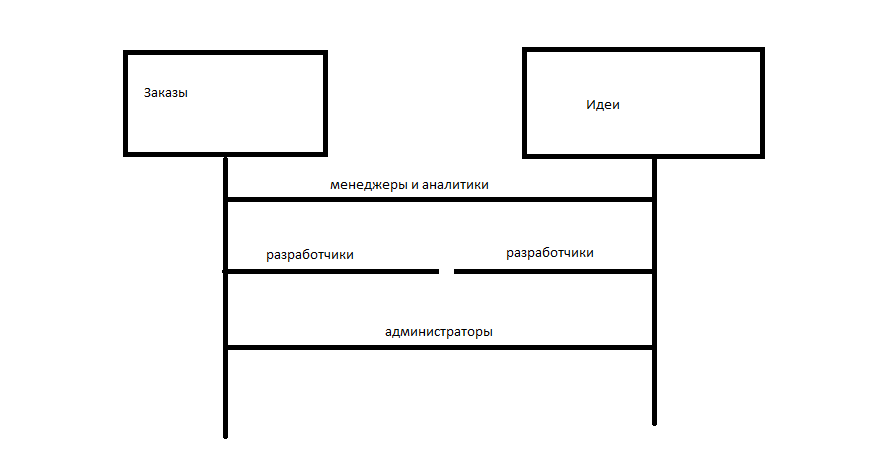 Заказы
Идеи
менеджеры и аналитики
разработчики
разработчики
администраторы